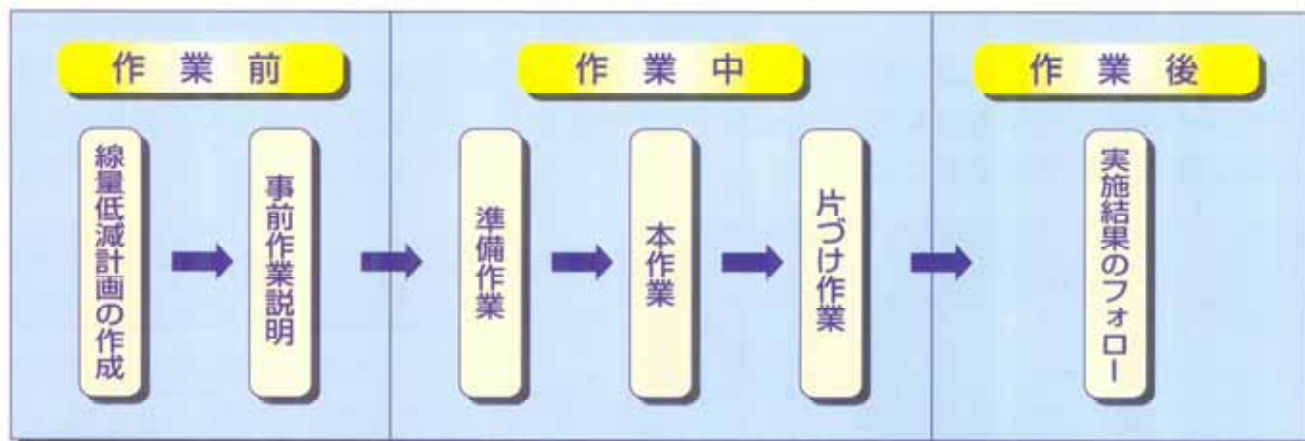 作業前
線量低減計画の作成
事前作業説明
作業中
準備作業
本作業
片づけ作業
作業後
実施結果のフォロー